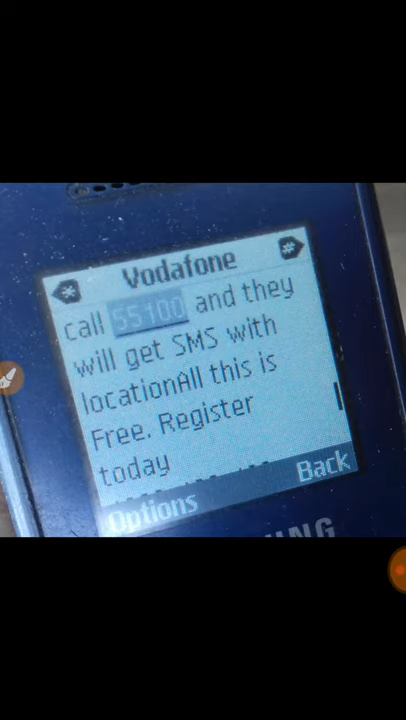 Vodafone
call 55100 and they
will get SMS with
locationAll this is
Free. Register
today
Options Back